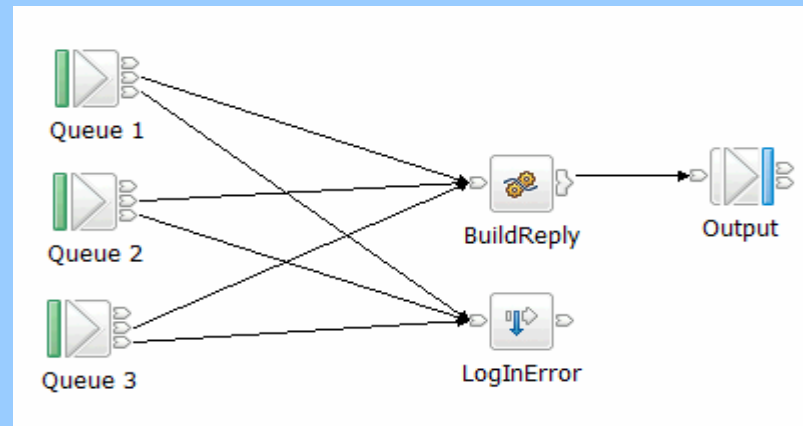 Queue 1
Queue 2
Queue 3
BuildReply
LogInError
Output